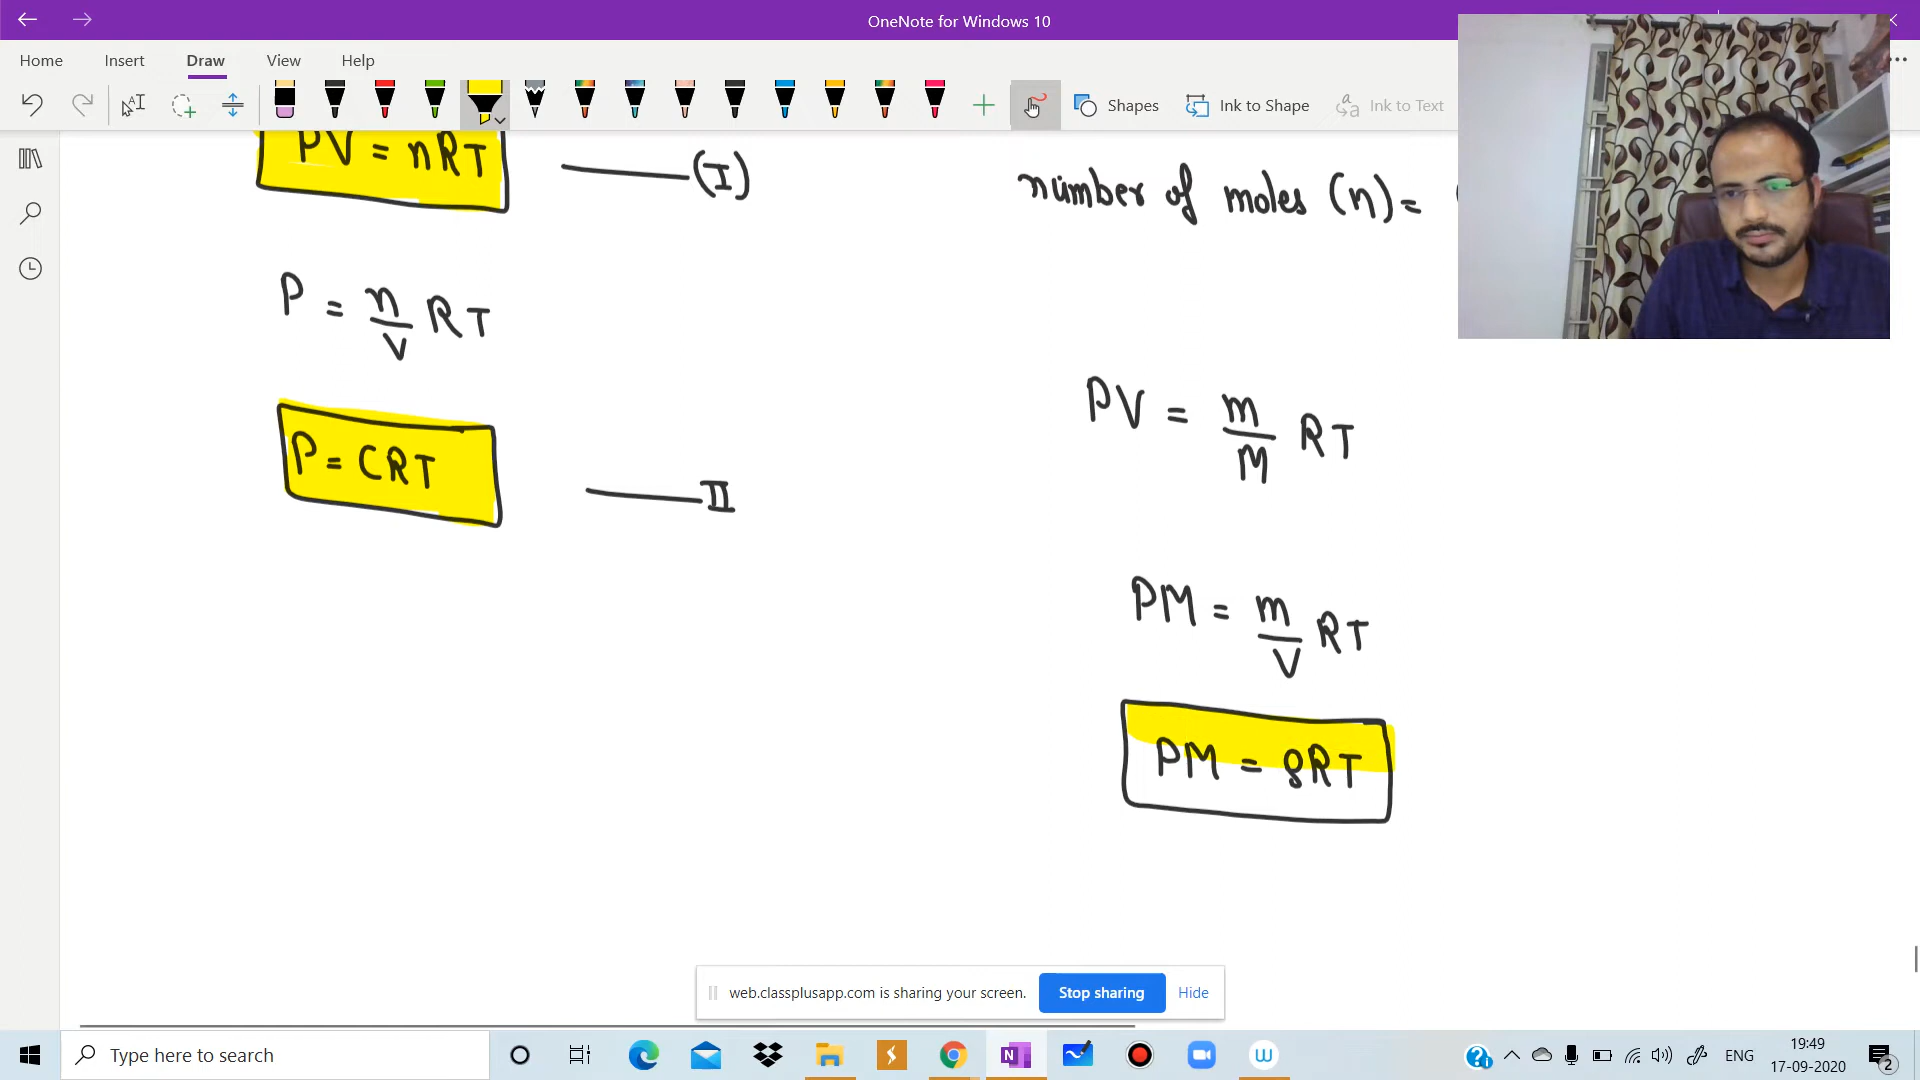 OneNote for Windows 10
Home Insert Draw View Help
Shapes Ink to Shape Ink to Text
PV = nRT (I)
number of moles (n) =
P = n/V RT
PV = m/M RT
P = CRT II
PM = m/V RT
PM = ρRT
web.classplusapp.com is sharing your screen. Stop sharing Hide
Type here to search
ENG
19:49
17-09-2020
2